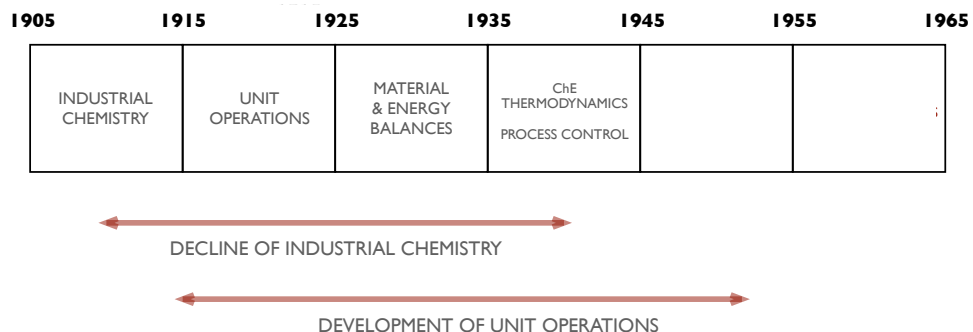 1905 1915 1925 1935 1945 1955 1965
INDUSTRIAL
CHEMISTRY
UNIT
OPERATIONS
MATERIAL
& ENERGY
BALANCES
ChE
THERMODYNAMICS
PROCESS CONTROL
DECLINE OF INDUSTRIAL CHEMISTRY
DEVELOPMENT OF UNIT OPERATIONS